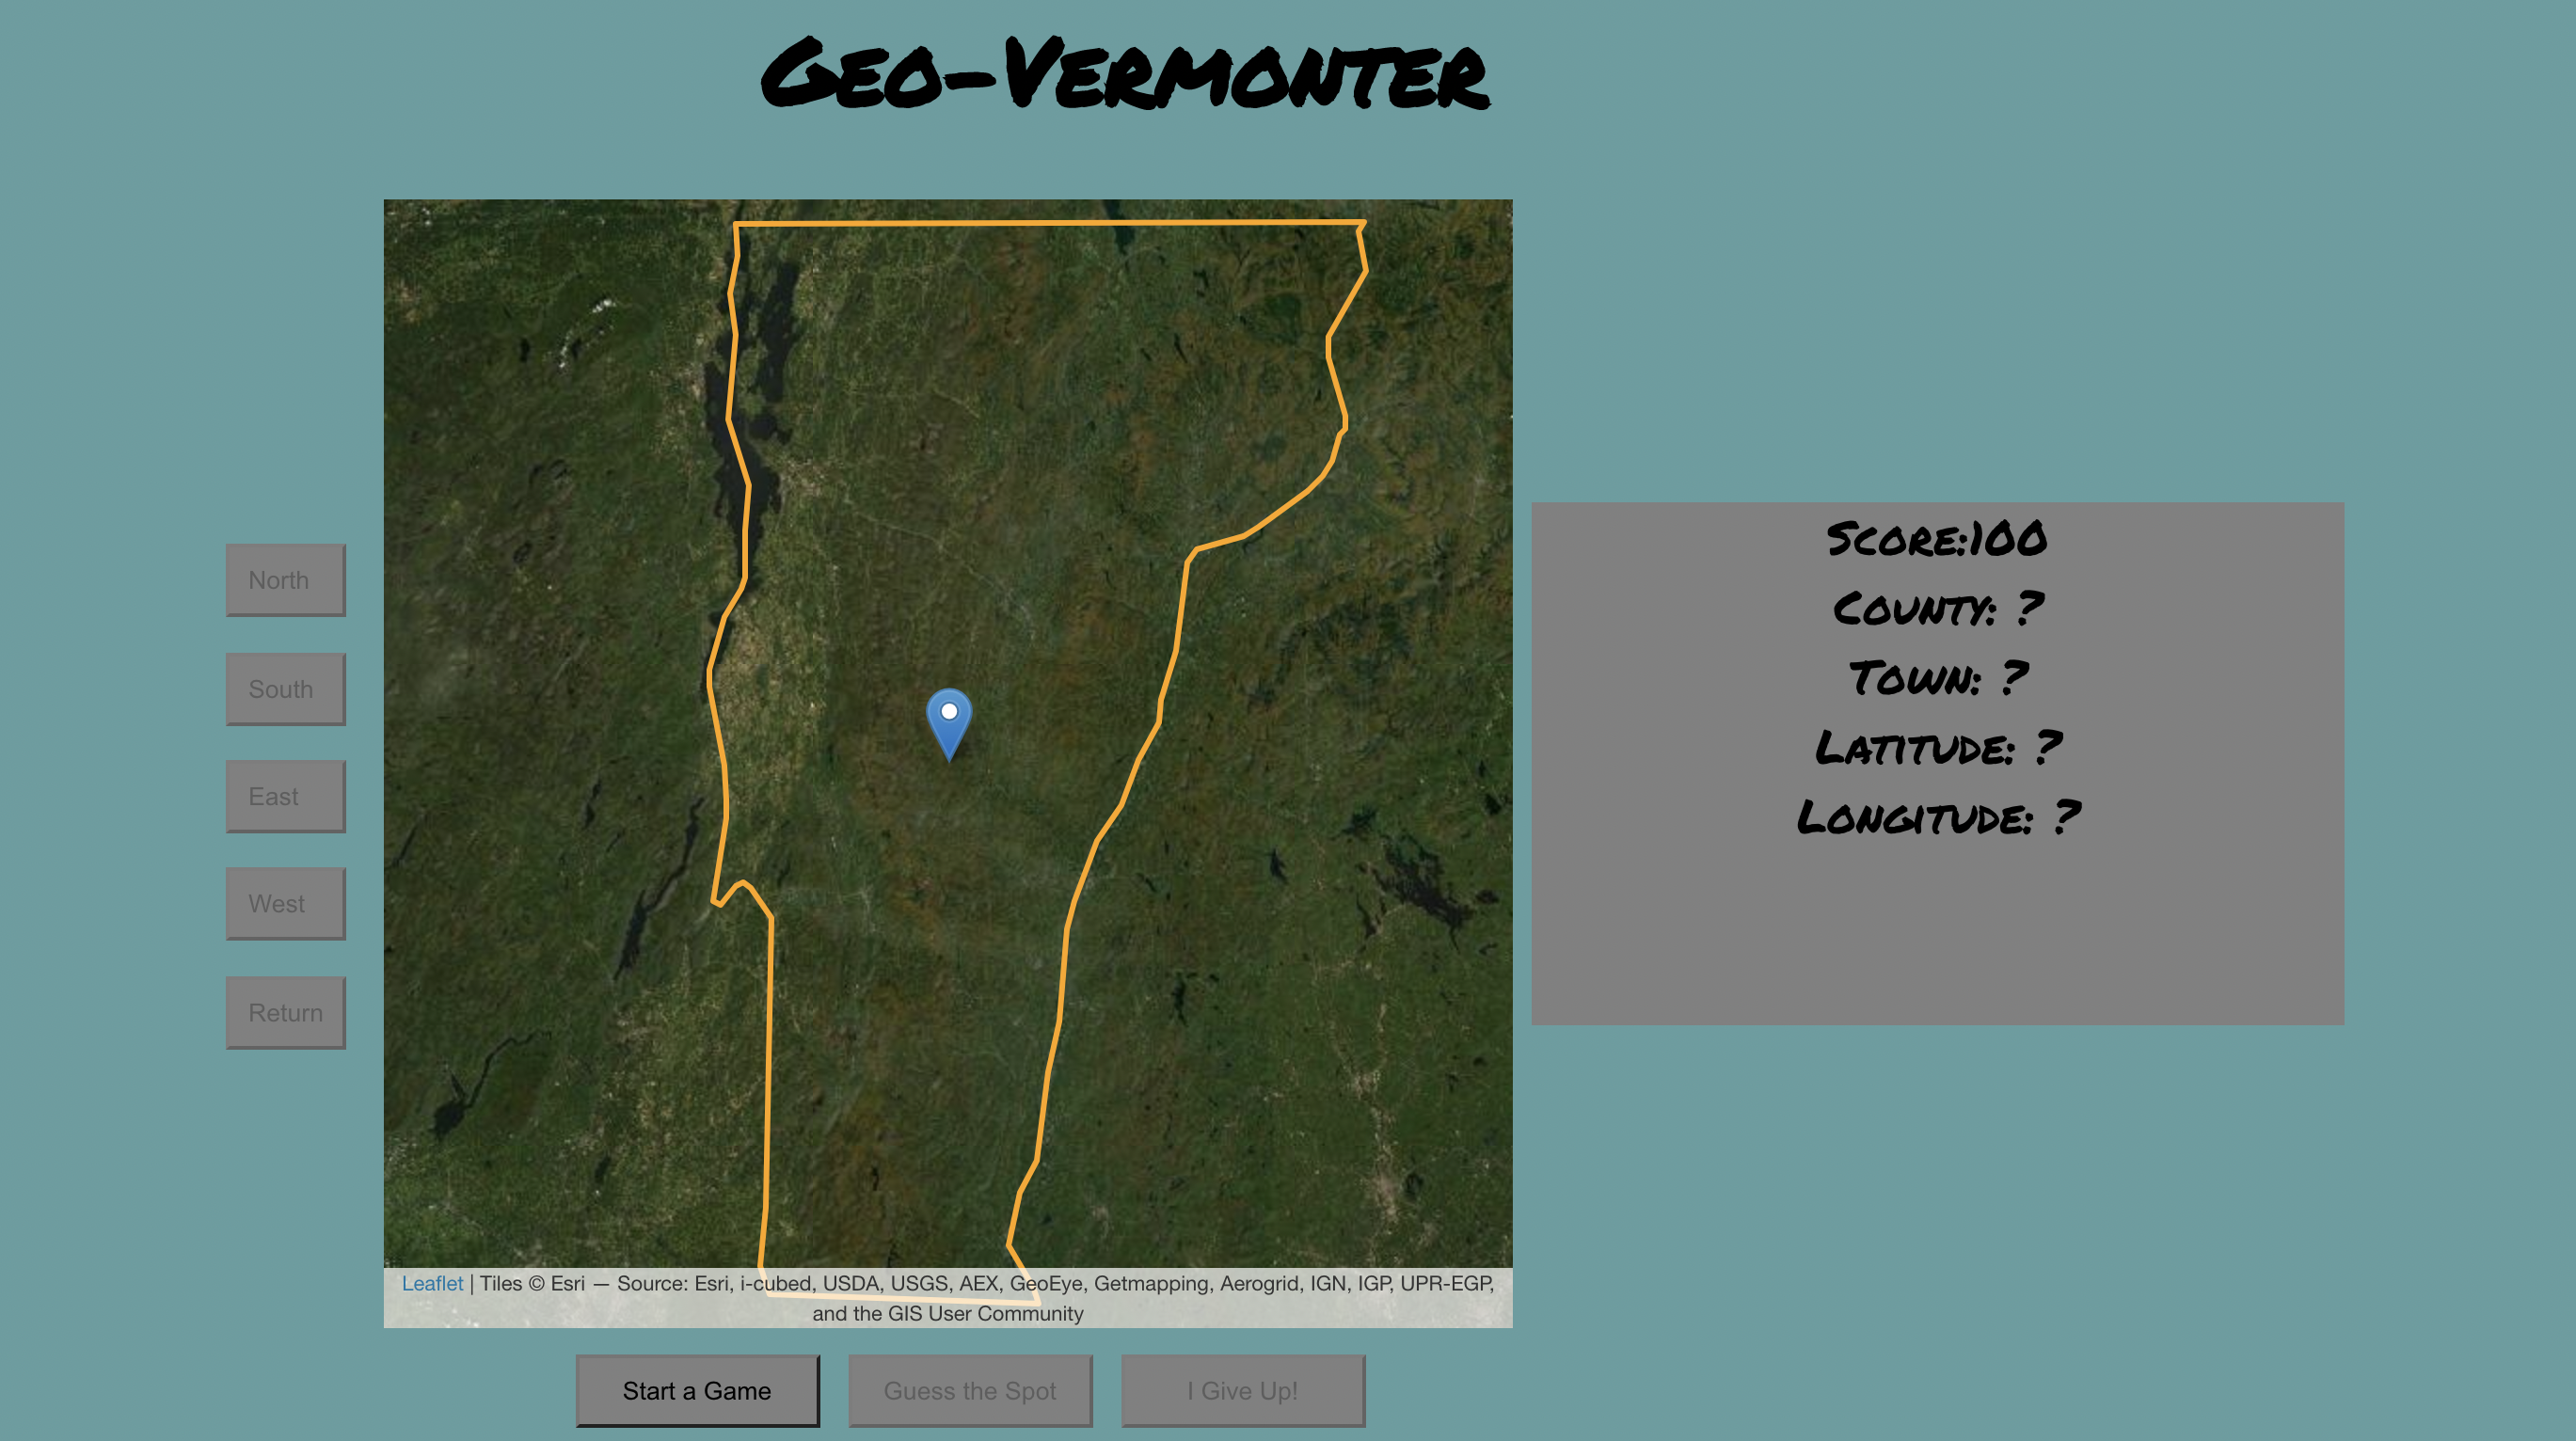 Geo-Vermonter
North
South
East
West
Return
Score:100
County: ?
Town: ?
Latitude: ?
Longitude: ?
Leaflet | Tiles © Esri — Source: Esri, i-cubed, USDA, USGS, AEX, GeoEye, Getmapping, Aerogrid, IGN, IGP, UPR-EGP,
and the GIS User Community
Start a Game
Guess the Spot
I Give Up!